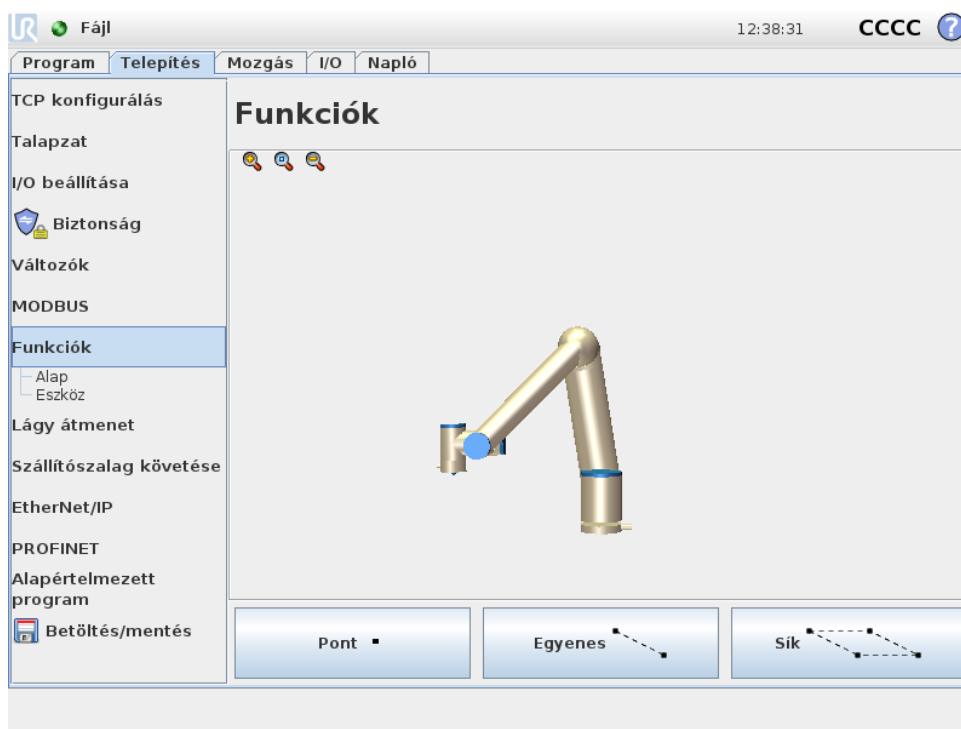 UR Fájl 12:38:31 CCCC ?
Program Telepítés Mozgás I/O Napló
TCP konfigurálás
Funkciók
Talapzat
I/O beállítása
Biztonság
Változók
MODBUS
Funkciók
Alap
Eszköz
Lágy átmenet
Szállítószalag követése
EtherNet/IP
PROFINET
Alapértelmezett
program
Betöltés/mentés
Pont Egyenes Sík